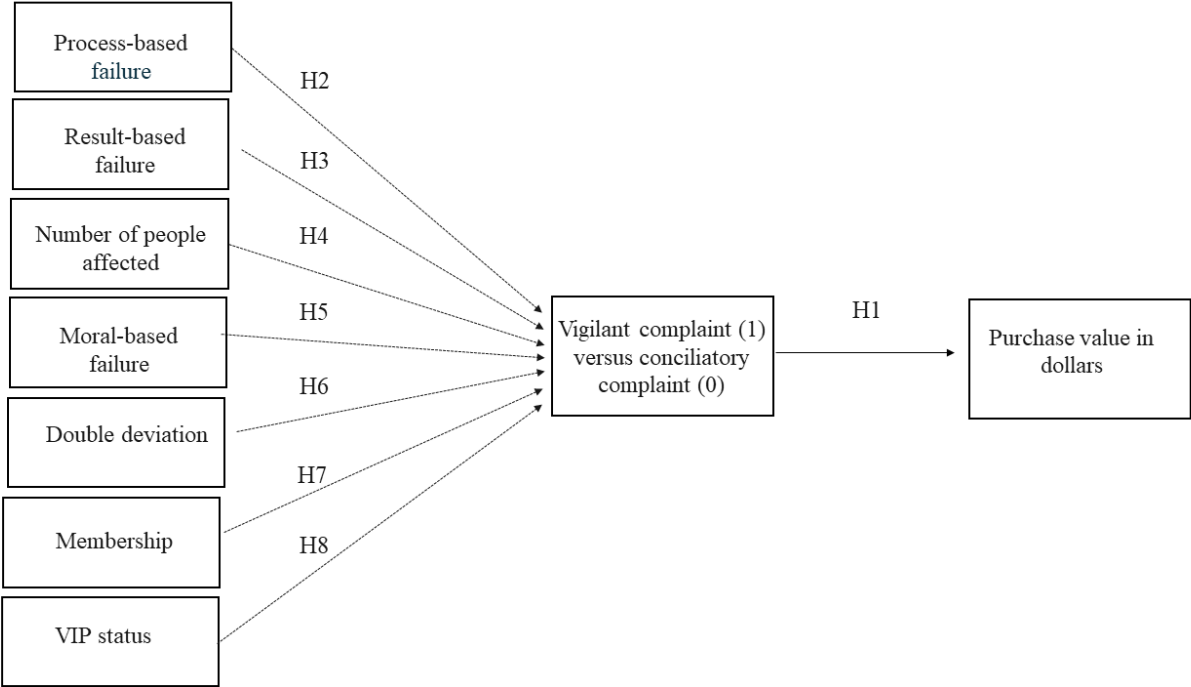 Process-based
failure
H2
Result-based
failure
H3
Number of people
affected
H4
Moral-based
failure
H5
Double deviation
H6
Membership
H7
VIP status
H8
Vigilant complaint (1)
versus conciliatory
complaint (0)
H1
Purchase value in
dollars